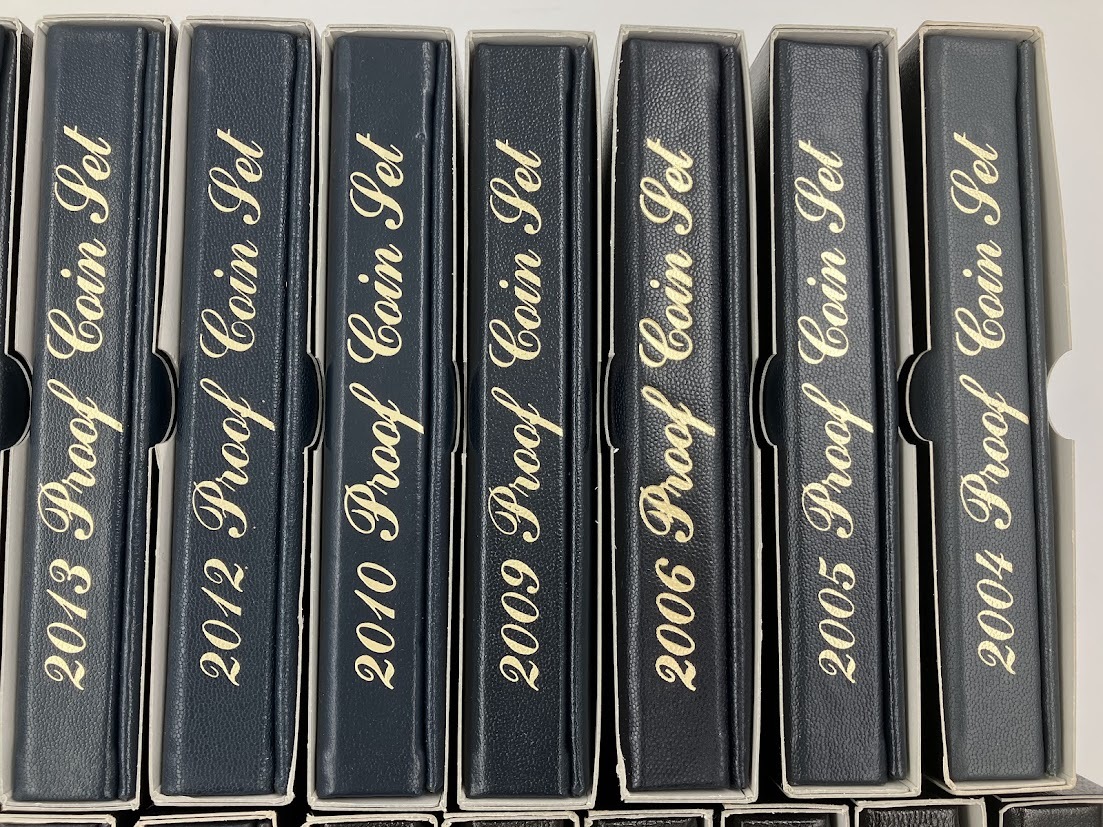 2013 Proof Coin Set
2012 Proof Coin Set
2010 Proof Coin Set
2009 Proof Coin Set
2006 Proof Coin Set
2005 Proof Coin Set
2004 Proof Coin Set